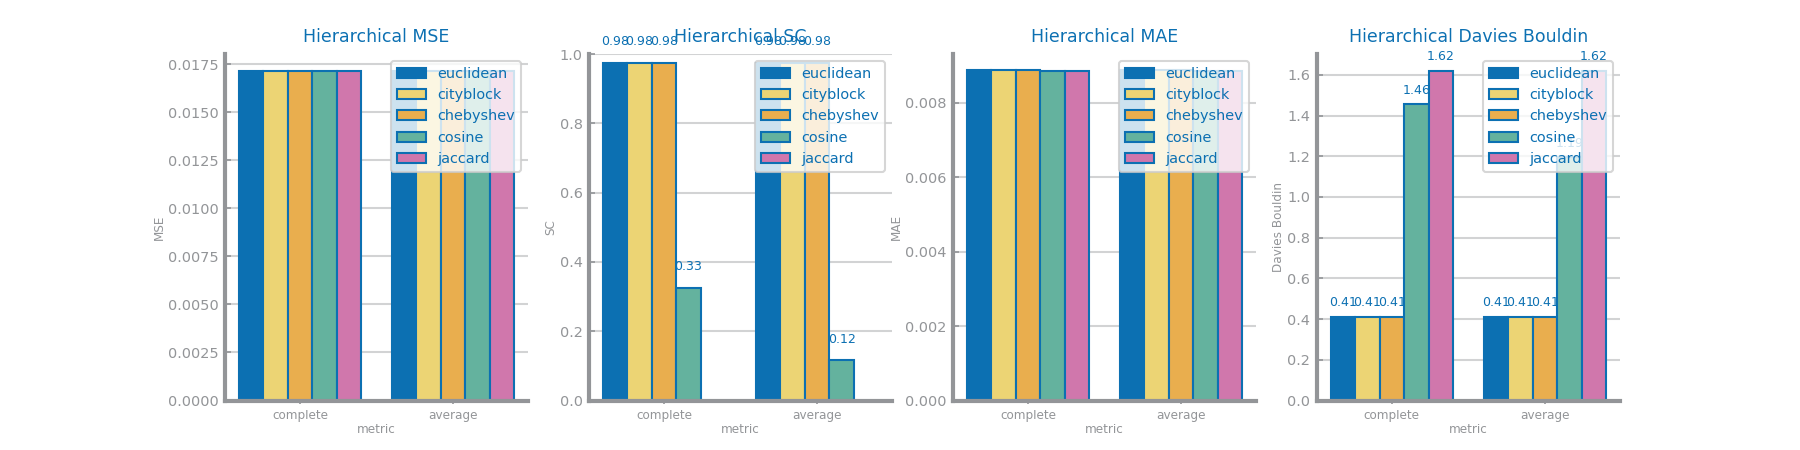 Hierarchical MSE
0.0175
0.0150
0.0125
0.0100
0.0075
0.0050
0.0025
0.0000
MSE
euclidean
cityblock
chebyshev
cosine
jaccard
complete
average
metric
Hierarchical SC
0.98 0.98 0.98
0.98 0.98 0.98
1.0
0.8
0.6
0.4
0.2
0.0
SC
euclidean
cityblock
chebyshev
cosine
jaccard
0.33
0.12
complete
average
metric
Hierarchical MAE
0.008
0.006
0.004
0.002
0.000
MAE
euclidean
cityblock
chebyshev
cosine
jaccard
complete
average
metric
Hierarchical Davies Bouldin
1.6
1.4
1.2
1.0
0.8
0.6
0.4
0.2
0.0
Davies Bouldin
1.62
1.62
1.46
euclidean
cityblock
chebyshev
cosine
jaccard
0.41 0.41 0.41
0.41 0.41 0.41
complete
average
metric